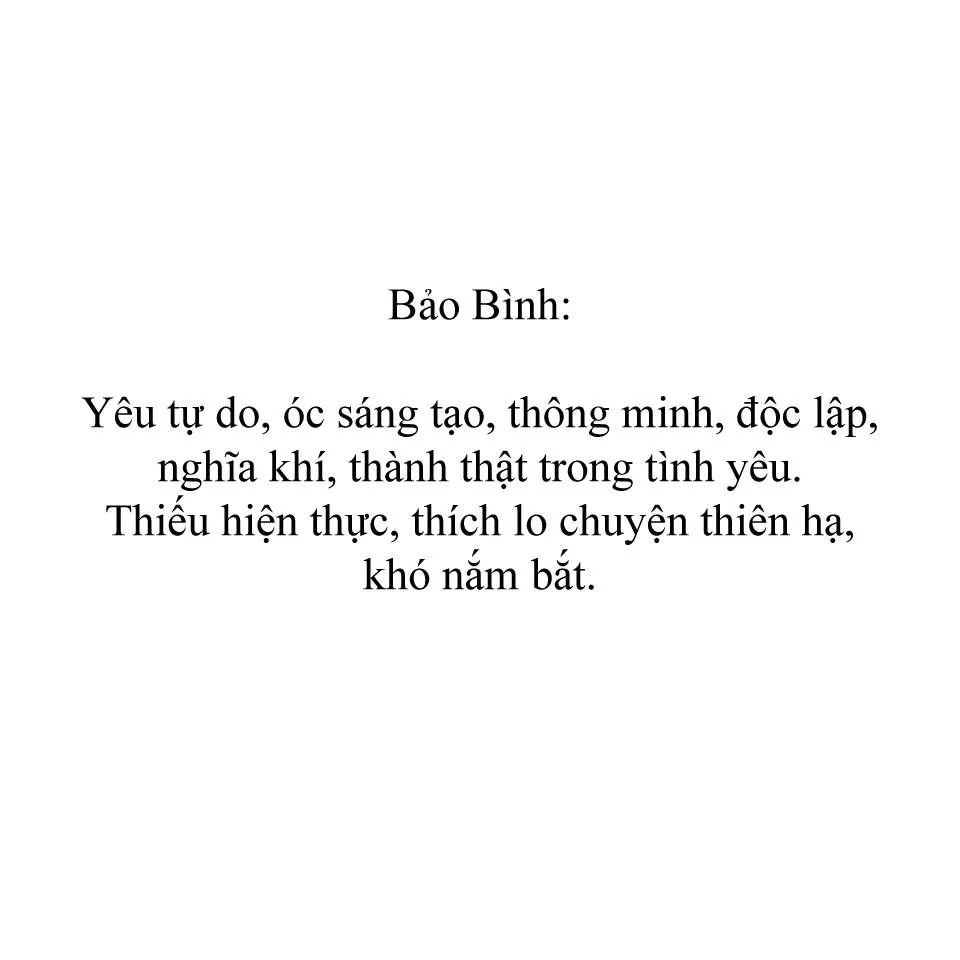 Bảo Bình:
Yêu tự do, óc sáng tạo, thông minh, độc lập,
nghĩa khí, thành thật trong tình yêu.
Thiếu hiện thực, thích lo chuyện thiên hạ,
khó nắm bắt.